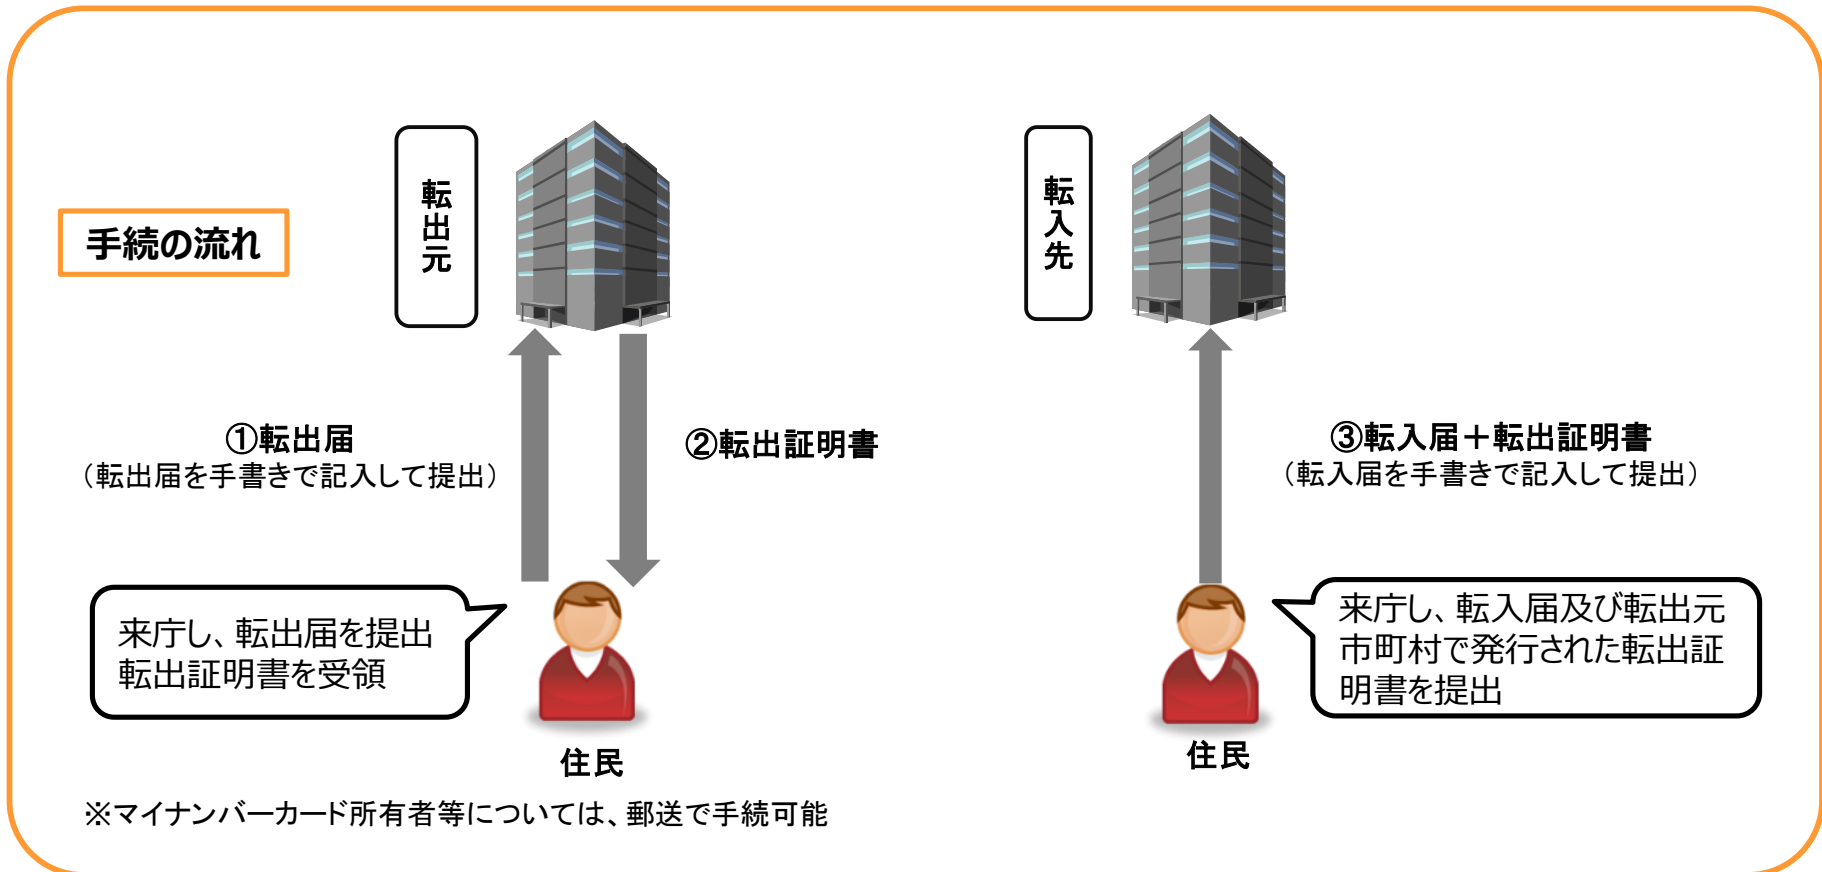 手続の流れ
転出元
転入先
①転出届
（転出届を手書きで記入して提出）
②転出証明書
③転入届＋転出証明書
（転入届を手書きで記入して提出）
来庁し、転出届を提出
転出証明書を受領
来庁し、転入届及び転出元
市町村で発行された転出証
明書を提出
住民
住民
※マイナンバーカード所有者等については、郵送で手続可能